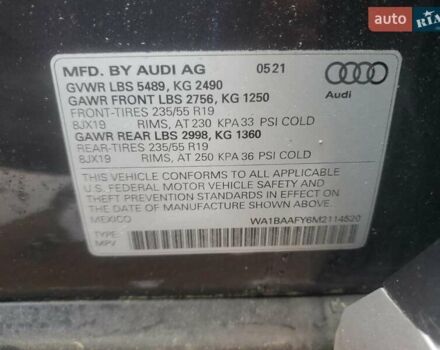 auto
RIA
MFD. BY AUDI AG 05 21
GVWR LBS 5489, KG 2490
GAWR FRONT LBS 2756, KG 1250
FRONT-TIRES 235/55 R19
8JX19 RIMS, AT 230 KPA 33 PSI COLD
GAWR REAR LBS 2998, KG 1360
REAR-TIRES 235/55 R19
8JX19 RIMS, AT 250 KPA 36 PSI COLD
Audi
THIS VEHICLE CONFORMS TO ALL APPLICABLE
U.S. FEDERAL MOTOR VEHICLE SAFETY AND
THEFT PREVENTION STANDARDS IN EFFECT ON
THE DATE OF MANUFACTURE SHOWN ABOVE.
MEXICO WA1BAAFY6M2114520
TYPE:
MPV